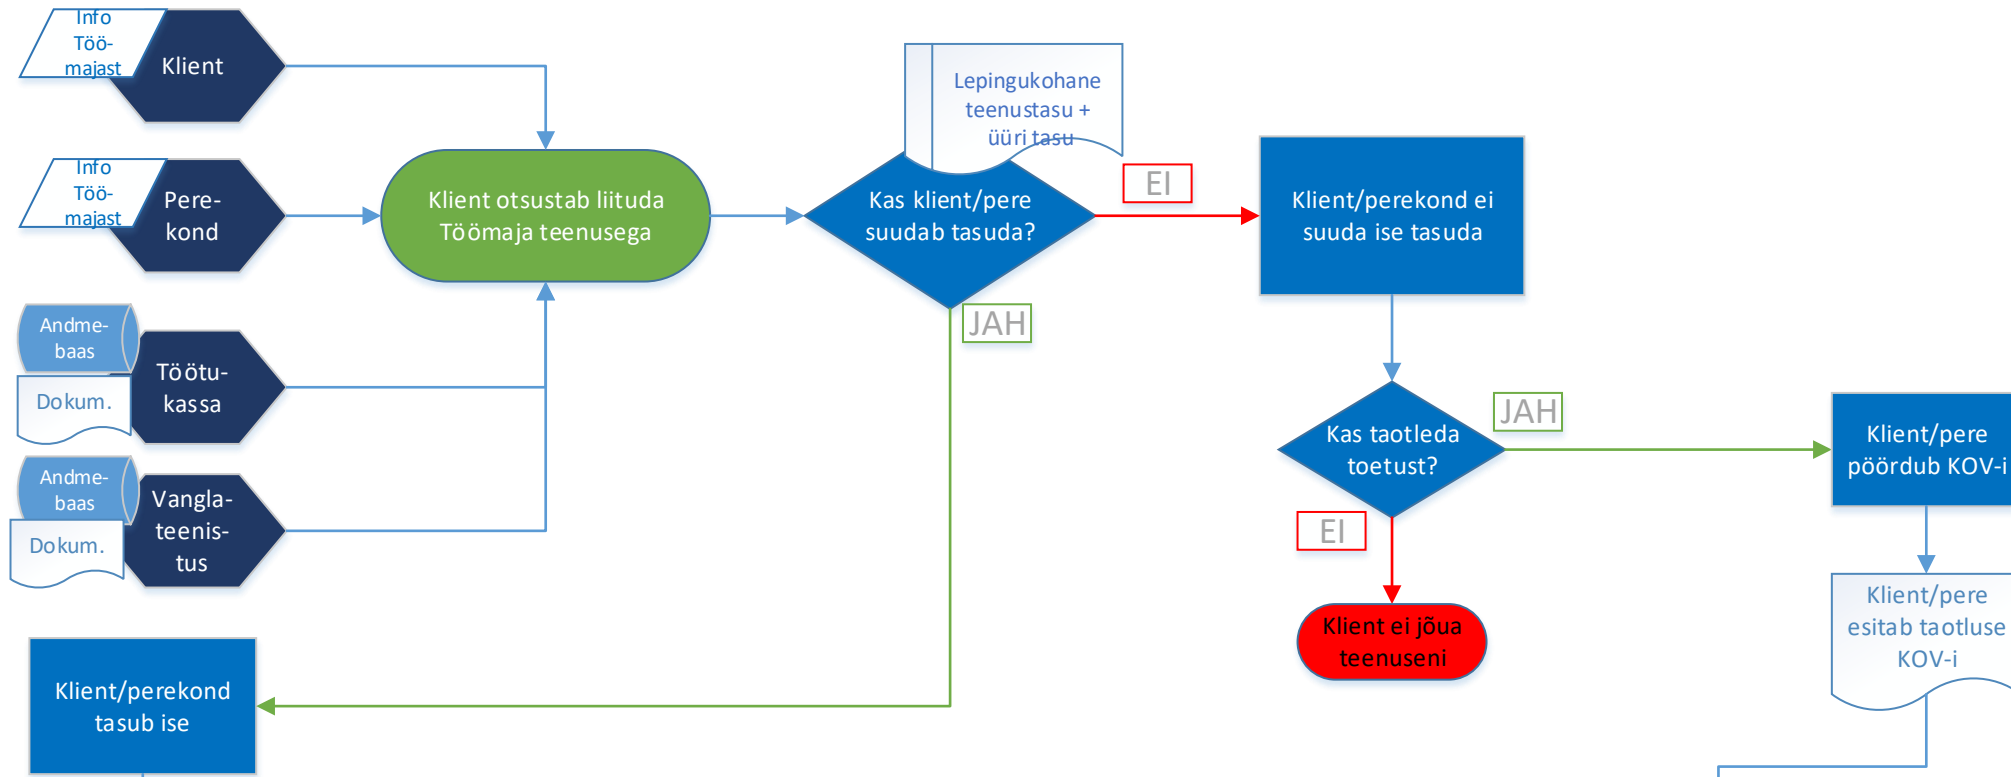 Info
Töö-
majast
Klient
Info
Töö-
majast
Pere-
kond
Andme-
baas
Dokum.
Töötu-
kassa
Andme-
baas
Dokum.
Vangla-
teenis-
tus
Klient otsustab liituda
Töömaja teenusega
Lepingukohane
teenustasu +
üüri tasu
Kas klient/pere
suudab tasuda?
EI
JAH
Klient/perekond ei
suuda ise tasuda
Kas taotleda
toetust?
JAH
EI
Klient ei jõua
teenuseni
Klient/pere
pöördub KOV-i
Klient/pere
esitab taotluse
KOV-i
Klient/perekond
tasub ise